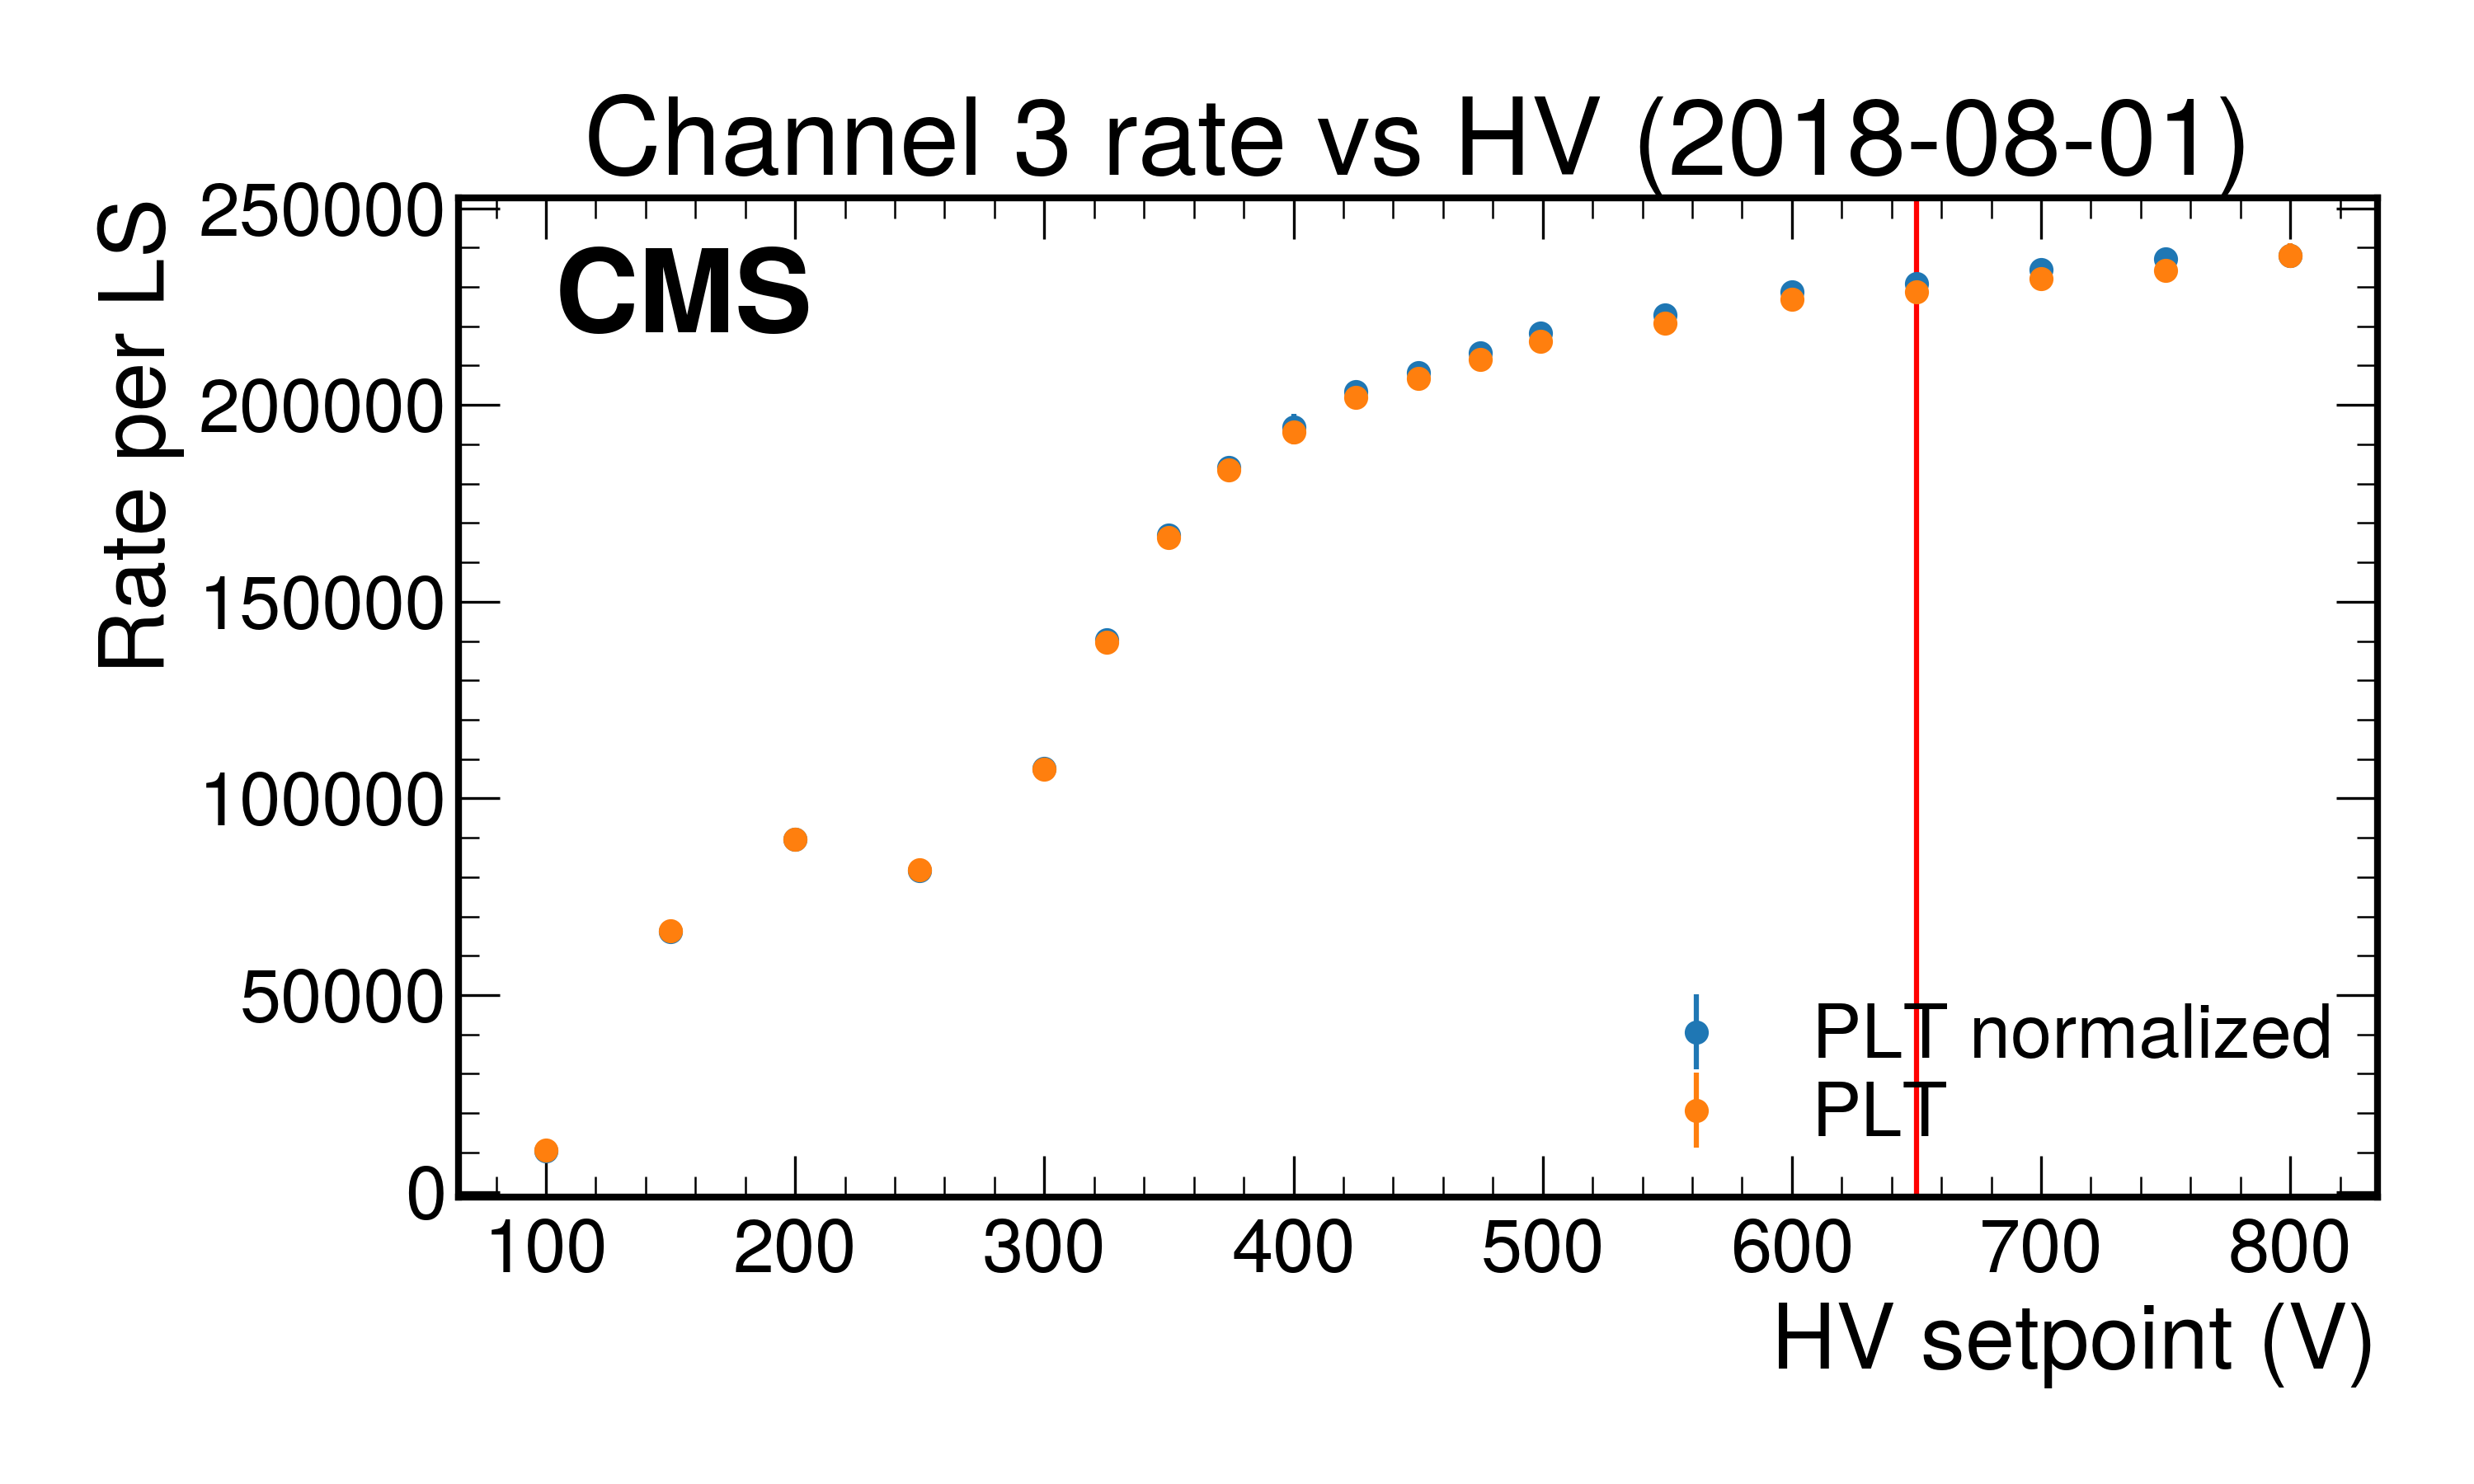 Channel 3 rate vs HV (2018-08-01)
Rate per LS
250000
200000
150000
100000
50000
0
CMS
PLT normalized
PLT
100 200 300 400 500 600 700 800
HV setpoint (V)